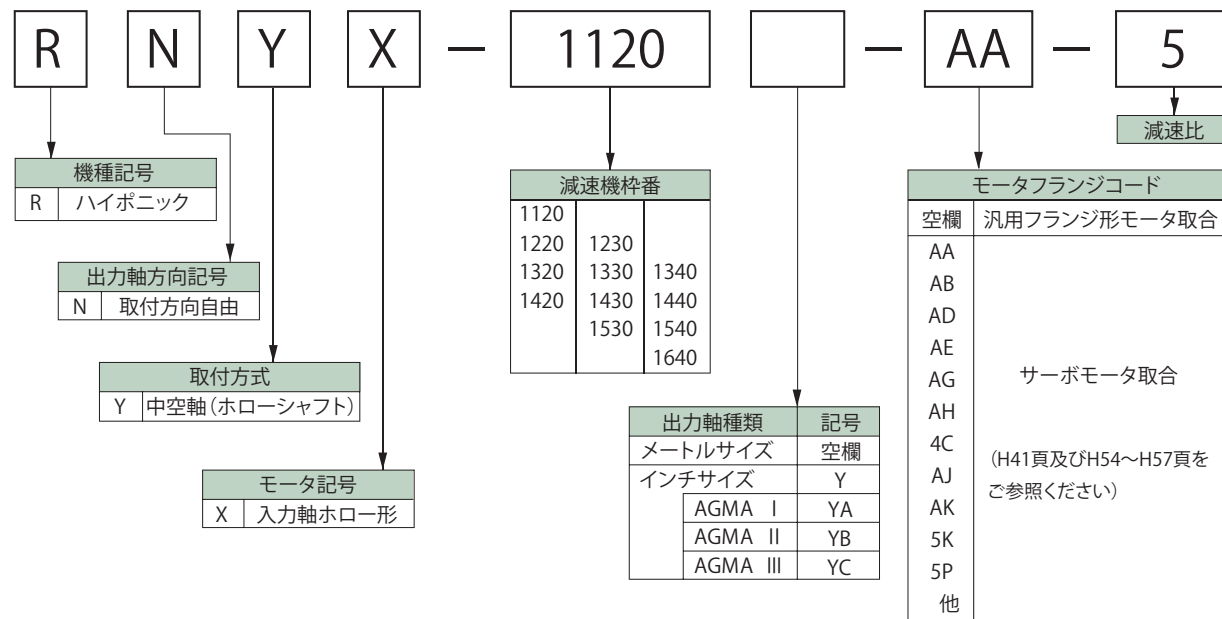 R N Y X － 1120 － AA － 5
減速比
機種記号
R ハイポニック
出力軸方向記号
N 取付方向自由
取付方式
Y 中空軸（ホローシャフト）
モータ記号
X 入力軸ホロー形
減速機枠番
1120
1220 1230
1320 1330 1340
1420 1430 1440
1530 1540
1640
出力軸種類 記号
メートルサイズ 空欄
インチサイズ Y
AGMA I YA
AGMA II YB
AGMA III YC
モータフランジコード
空欄 汎用フランジ形モータ取合
AA
AB
AD
AE
AG
AH
4C
AJ
AK
5K
5P
他
サーボモータ取合
（H41頁及びH54～H57頁を
ご参照ください）